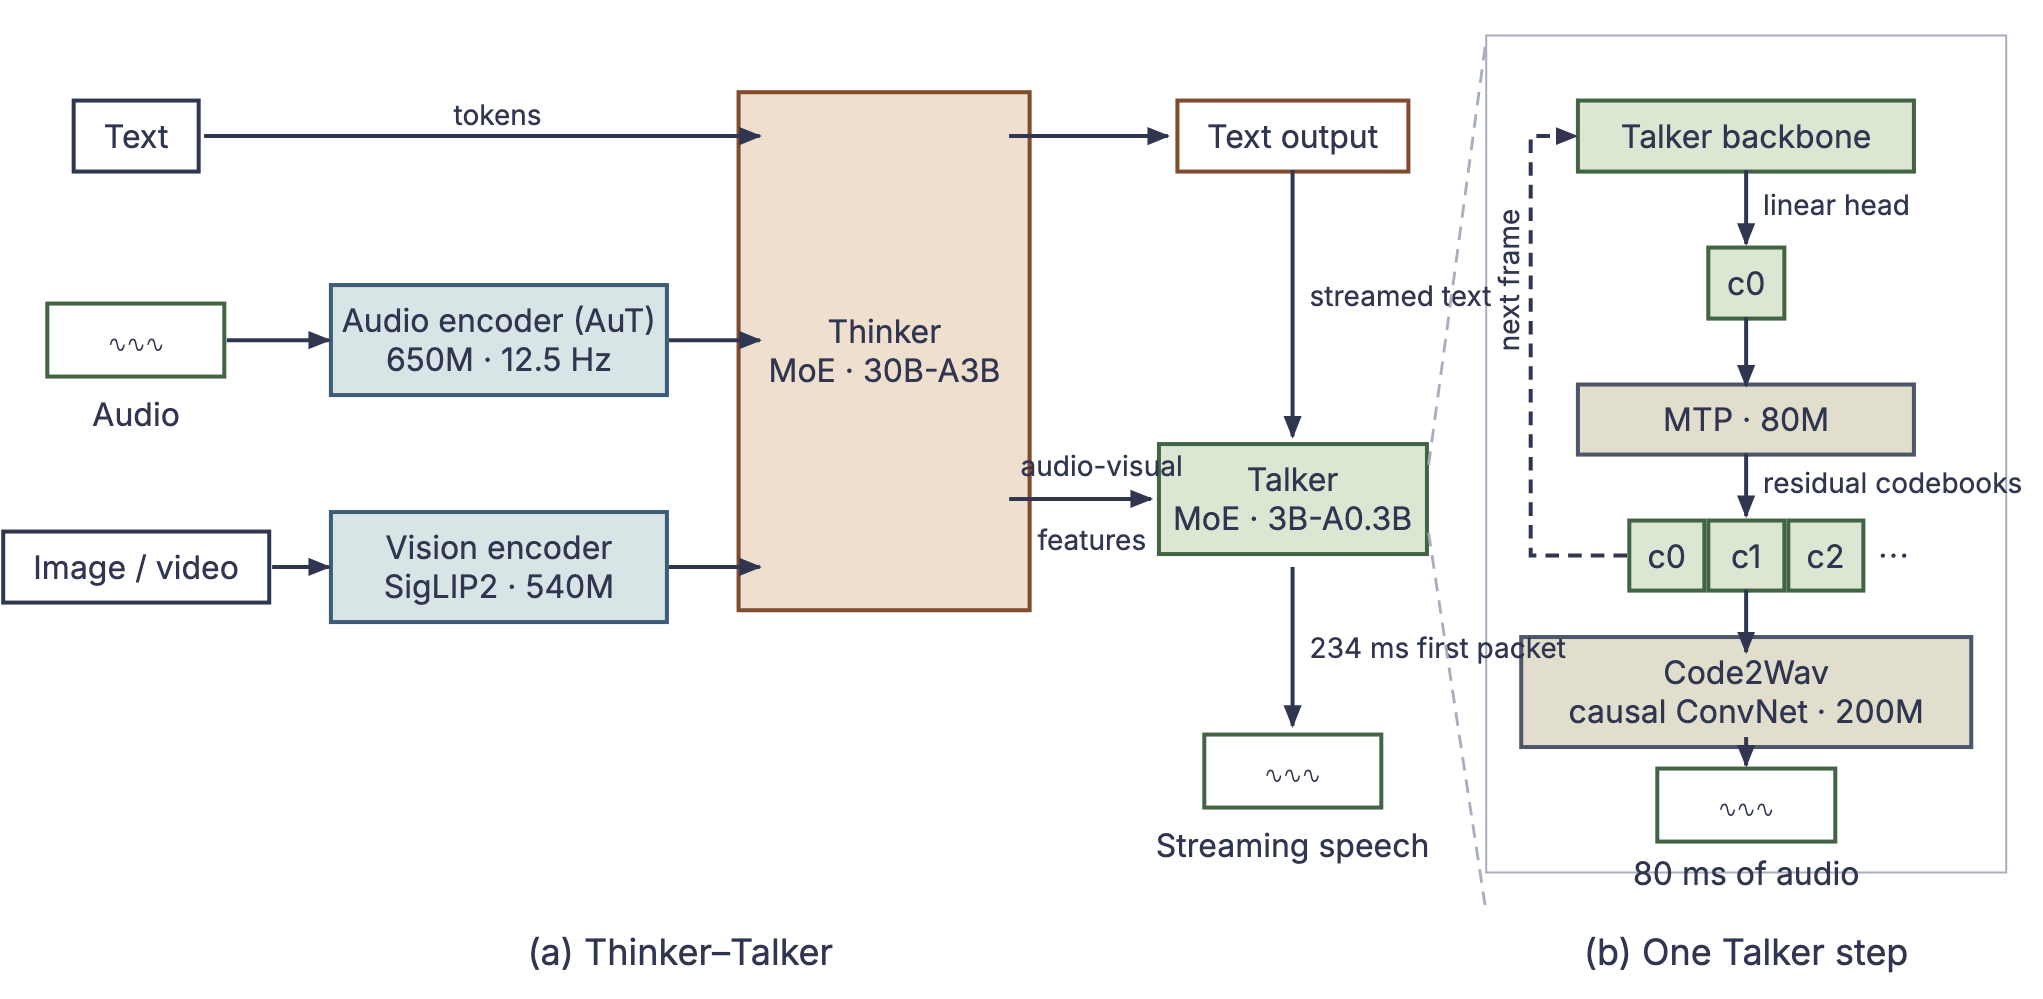 Text
tokens
Audio
Audio encoder (AuT)
650M · 12.5 Hz
Image / video
Vision encoder
SigLIP2 · 540M
Thinker
MoE · 30B-A3B
Text output
streamed text
audio-visual
features
Talker
MoE · 3B-A0.3B
234 ms first packet
Streaming speech
(a) Thinker–Talker
Talker backbone
linear head
c0
next frame
MTP · 80M
residual codebooks
c0 c1 c2 ···
Code2Wav
causal ConvNet · 200M
80 ms of audio
(b) One Talker step